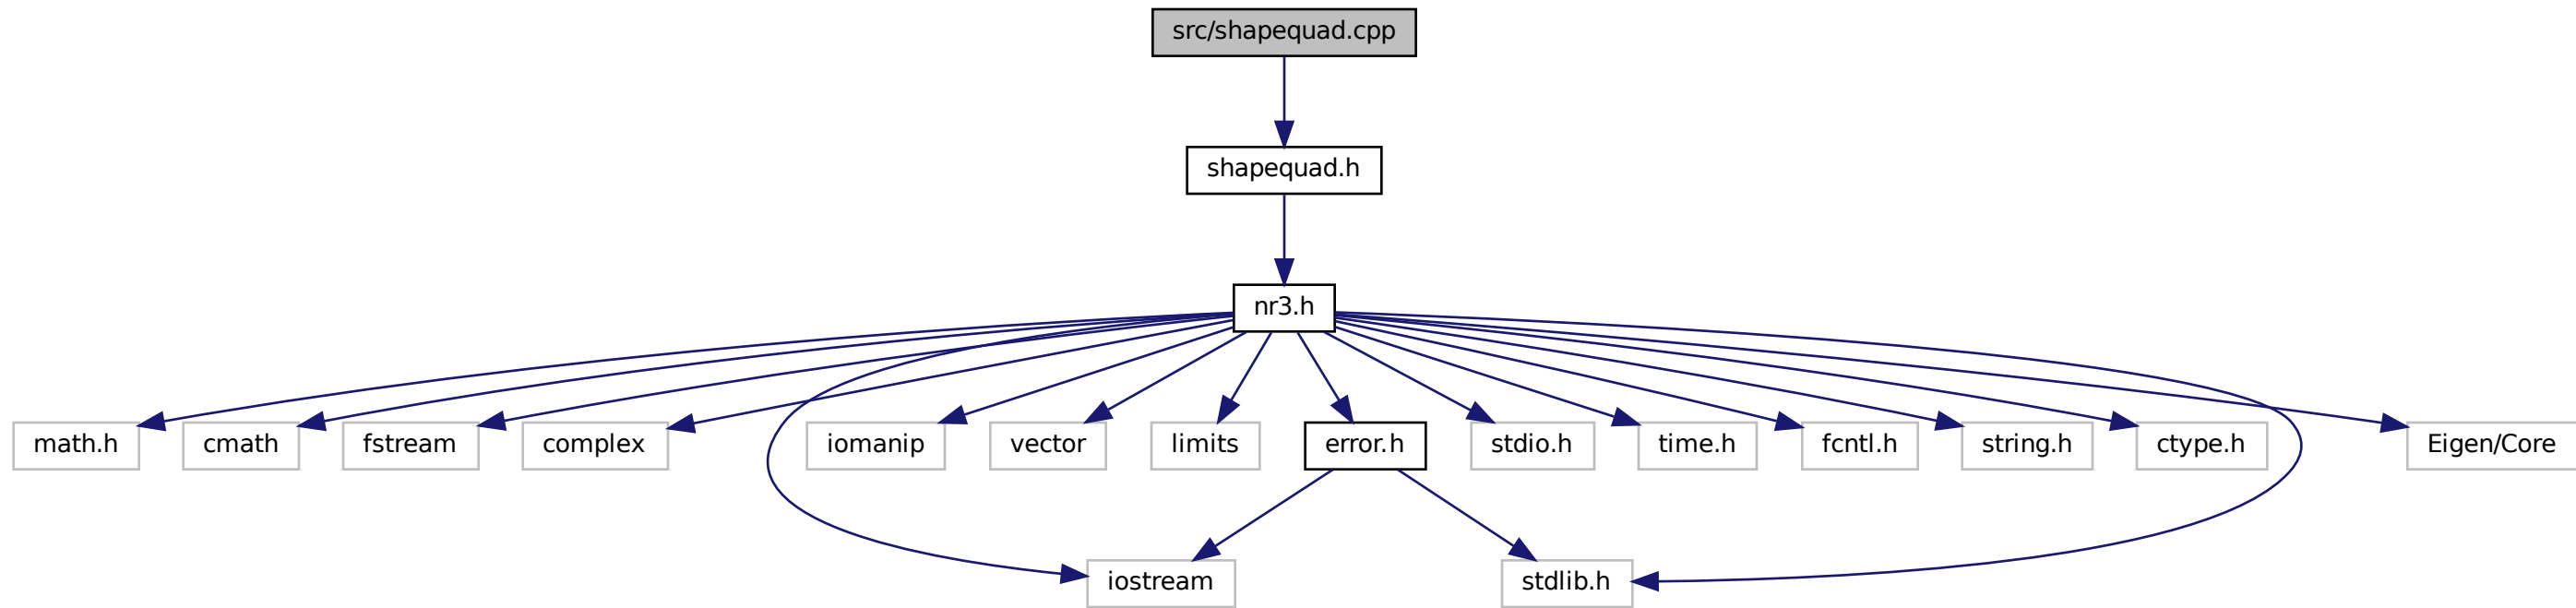 src/shapequad.cpp
shapequad.h
nr3.h
math.h
cmath
fstream
complex
iomanip
vector
limits
error.h
stdio.h
time.h
fcntl.h
string.h
ctype.h
Eigen/Core
iostream
stdlib.h